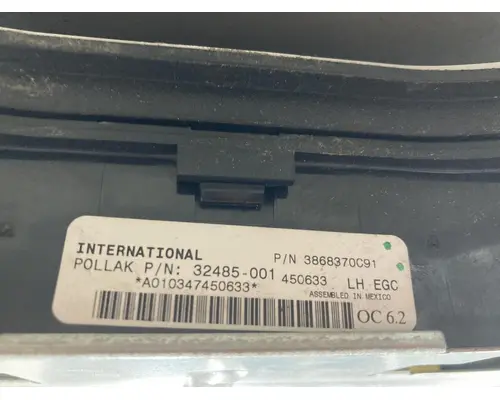 INTERNATIONAL P/N 3868370C91
POLLAK P/N: 32485-001 450633 LH EGC
*A010347450633* ASSEMBLED IN MEXICO
OC 6.2